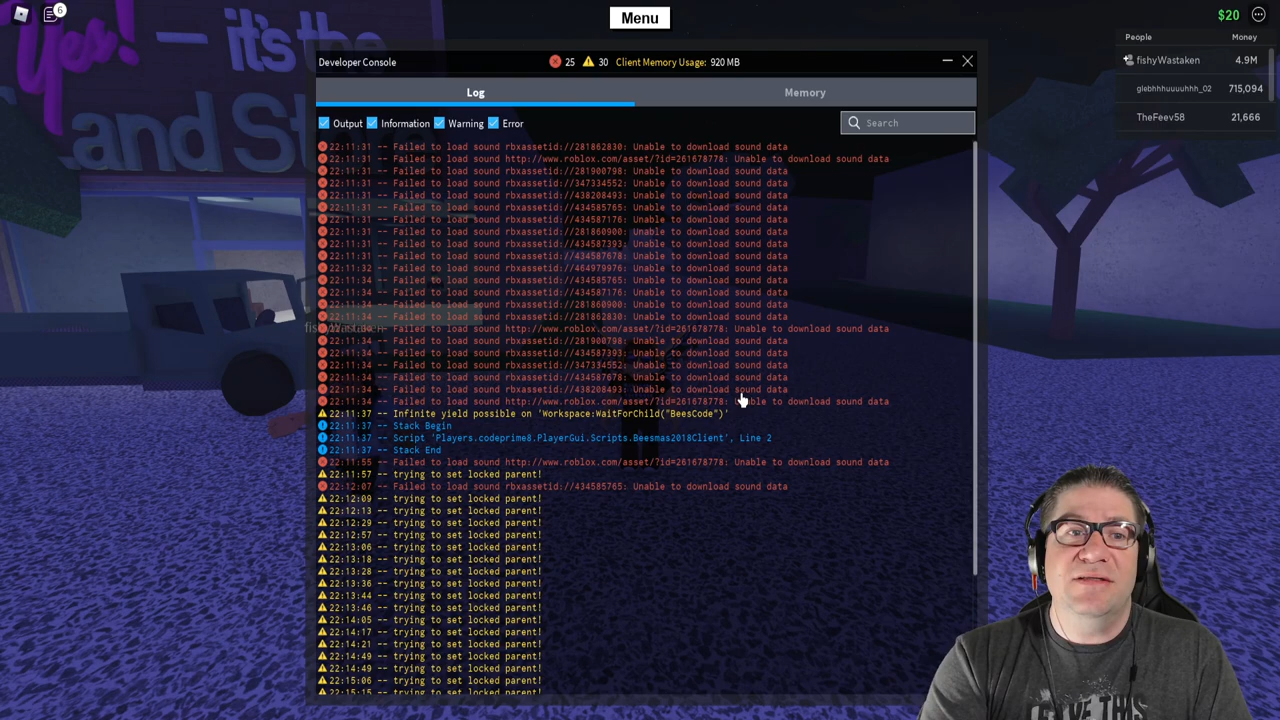 6
Menu
$20
People Money
fishyWastaken 4.9M
glebhhhuuuuhhh_02 715,094
TheFeev58 21,666
Yes! — it's the
Land St
fishyWastaken
Developer Console 25 30 Client Memory Usage: 920 MB
Log Memory
Output Information Warning Error Search
22:11:31 -- Failed to load sound rbxassetid://281862830: Unable to download sound data
22:11:31 -- Failed to load sound http://www.roblox.com/asset/?id=261678778: Unable to download sound data
22:11:31 -- Failed to load sound rbxassetid://281900798: Unable to download sound data
22:11:31 -- Failed to load sound rbxassetid://347334552: Unable to download sound data
22:11:31 -- Failed to load sound rbxassetid://438208493: Unable to download sound data
22:11:31 -- Failed to load sound rbxassetid://434585765: Unable to download sound data
22:11:31 -- Failed to load sound rbxassetid://434587176: Unable to download sound data
22:11:31 -- Failed to load sound rbxassetid://281860900: Unable to download sound data
22:11:31 -- Failed to load sound rbxassetid://434587393: Unable to download sound data
22:11:31 -- Failed to load sound rbxassetid://434587678: Unable to download sound data
22:11:32 -- Failed to load sound rbxassetid://464979976: Unable to download sound data
22:11:34 -- Failed to load sound rbxassetid://434585765: Unable to download sound data
22:11:34 -- Failed to load sound rbxassetid://434587176: Unable to download sound data
22:11:34 -- Failed to load sound rbxassetid://281860900: Unable to download sound data
22:11:34 -- Failed to load sound rbxassetid://281862830: Unable to download sound data
-- Failed to load sound http://www.roblox.com/asset/?id=261678778: Unable to download sound data
22:11:34 -- Failed to load sound rbxassetid://281900798: Unable to download sound data
22:11:34 -- Failed to load sound rbxassetid://434587393: Unable to download sound data
22:11:34 -- Failed to load sound rbxassetid://347334552: Unable to download sound data
22:11:34 -- Failed to load sound rbxassetid://434587678: Unable to download sound data
22:11:34 -- Failed to load sound rbxassetid://438208493: Unable to download sound data
22:11:34 -- Failed to load sound http://www.roblox.com/asset/?id=261678778: Unable to download sound data
22:11:37 -- Infinite yield possible on 'Workspace:WaitForChild("BeesCode")'
22:11:37 -- Stack Begin
22:11:37 -- Script 'Players.codeprime8.PlayerGui.Scripts.Beesmas2018Client', Line 2
22:11:37 -- Stack End
22:11:55 -- Failed to load sound http://www.roblox.com/asset/?id=261678778: Unable to download sound data
22:11:57 -- trying to set locked parent!
22:12:07 -- Failed to load sound rbxassetid://434585765: Unable to download sound data
22:12:09 -- trying to set locked parent!
22:12:13 -- trying to set locked parent!
22:12:29 -- trying to set locked parent!
22:12:57 -- trying to set locked parent!
22:13:06 -- trying to set locked parent!
22:13:18 -- trying to set locked parent!
22:13:28 -- trying to set locked parent!
22:13:36 -- trying to set locked parent!
22:13:44 -- trying to set locked parent!
22:13:46 -- trying to set locked parent!
22:14:05 -- trying to set locked parent!
22:14:17 -- trying to set locked parent!
22:14:21 -- trying to set locked parent!
22:14:49 -- trying to set locked parent!
22:14:49 -- trying to set locked parent!
22:15:06 -- trying to set locked parent!
22:15:15 -- trying to set locked parent!
THIS